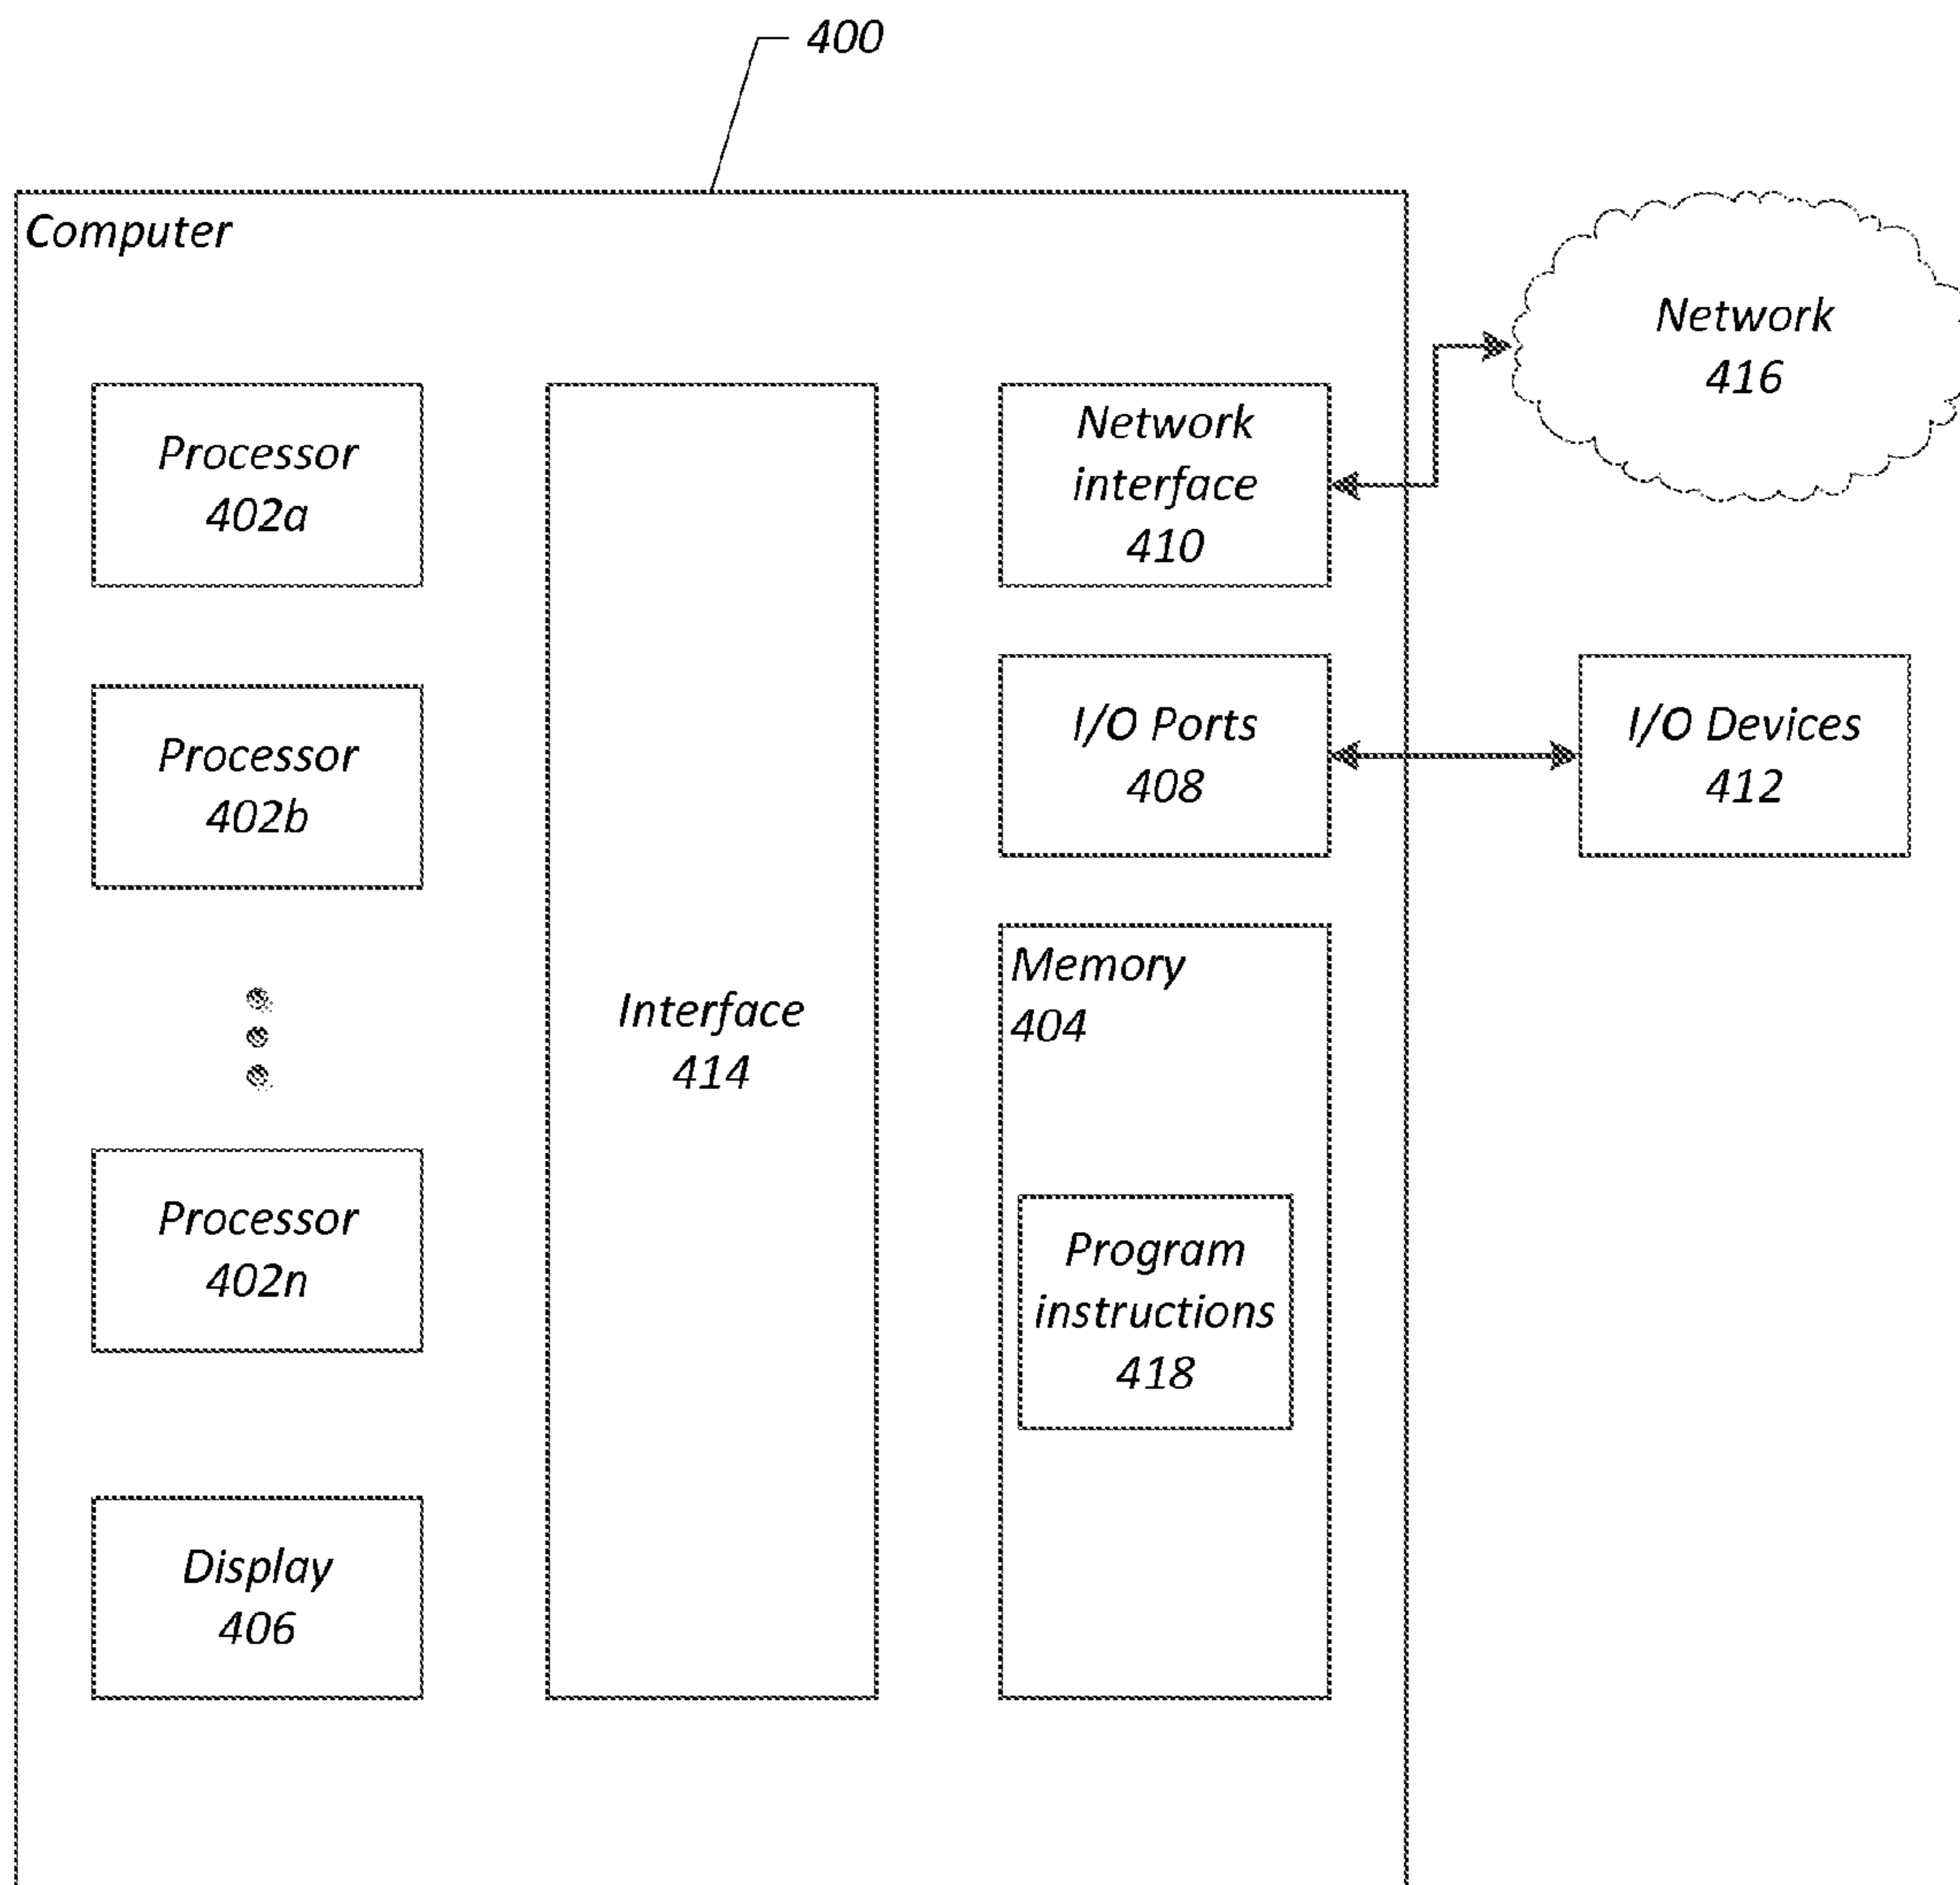 400
Computer
Processor
402a
Processor
402b
Processor
402n
Display
406
Interface
414
Network
interface
410
I/O Ports
408
Memory
404
Program
instructions
418
Network
416
I/O Devices
412